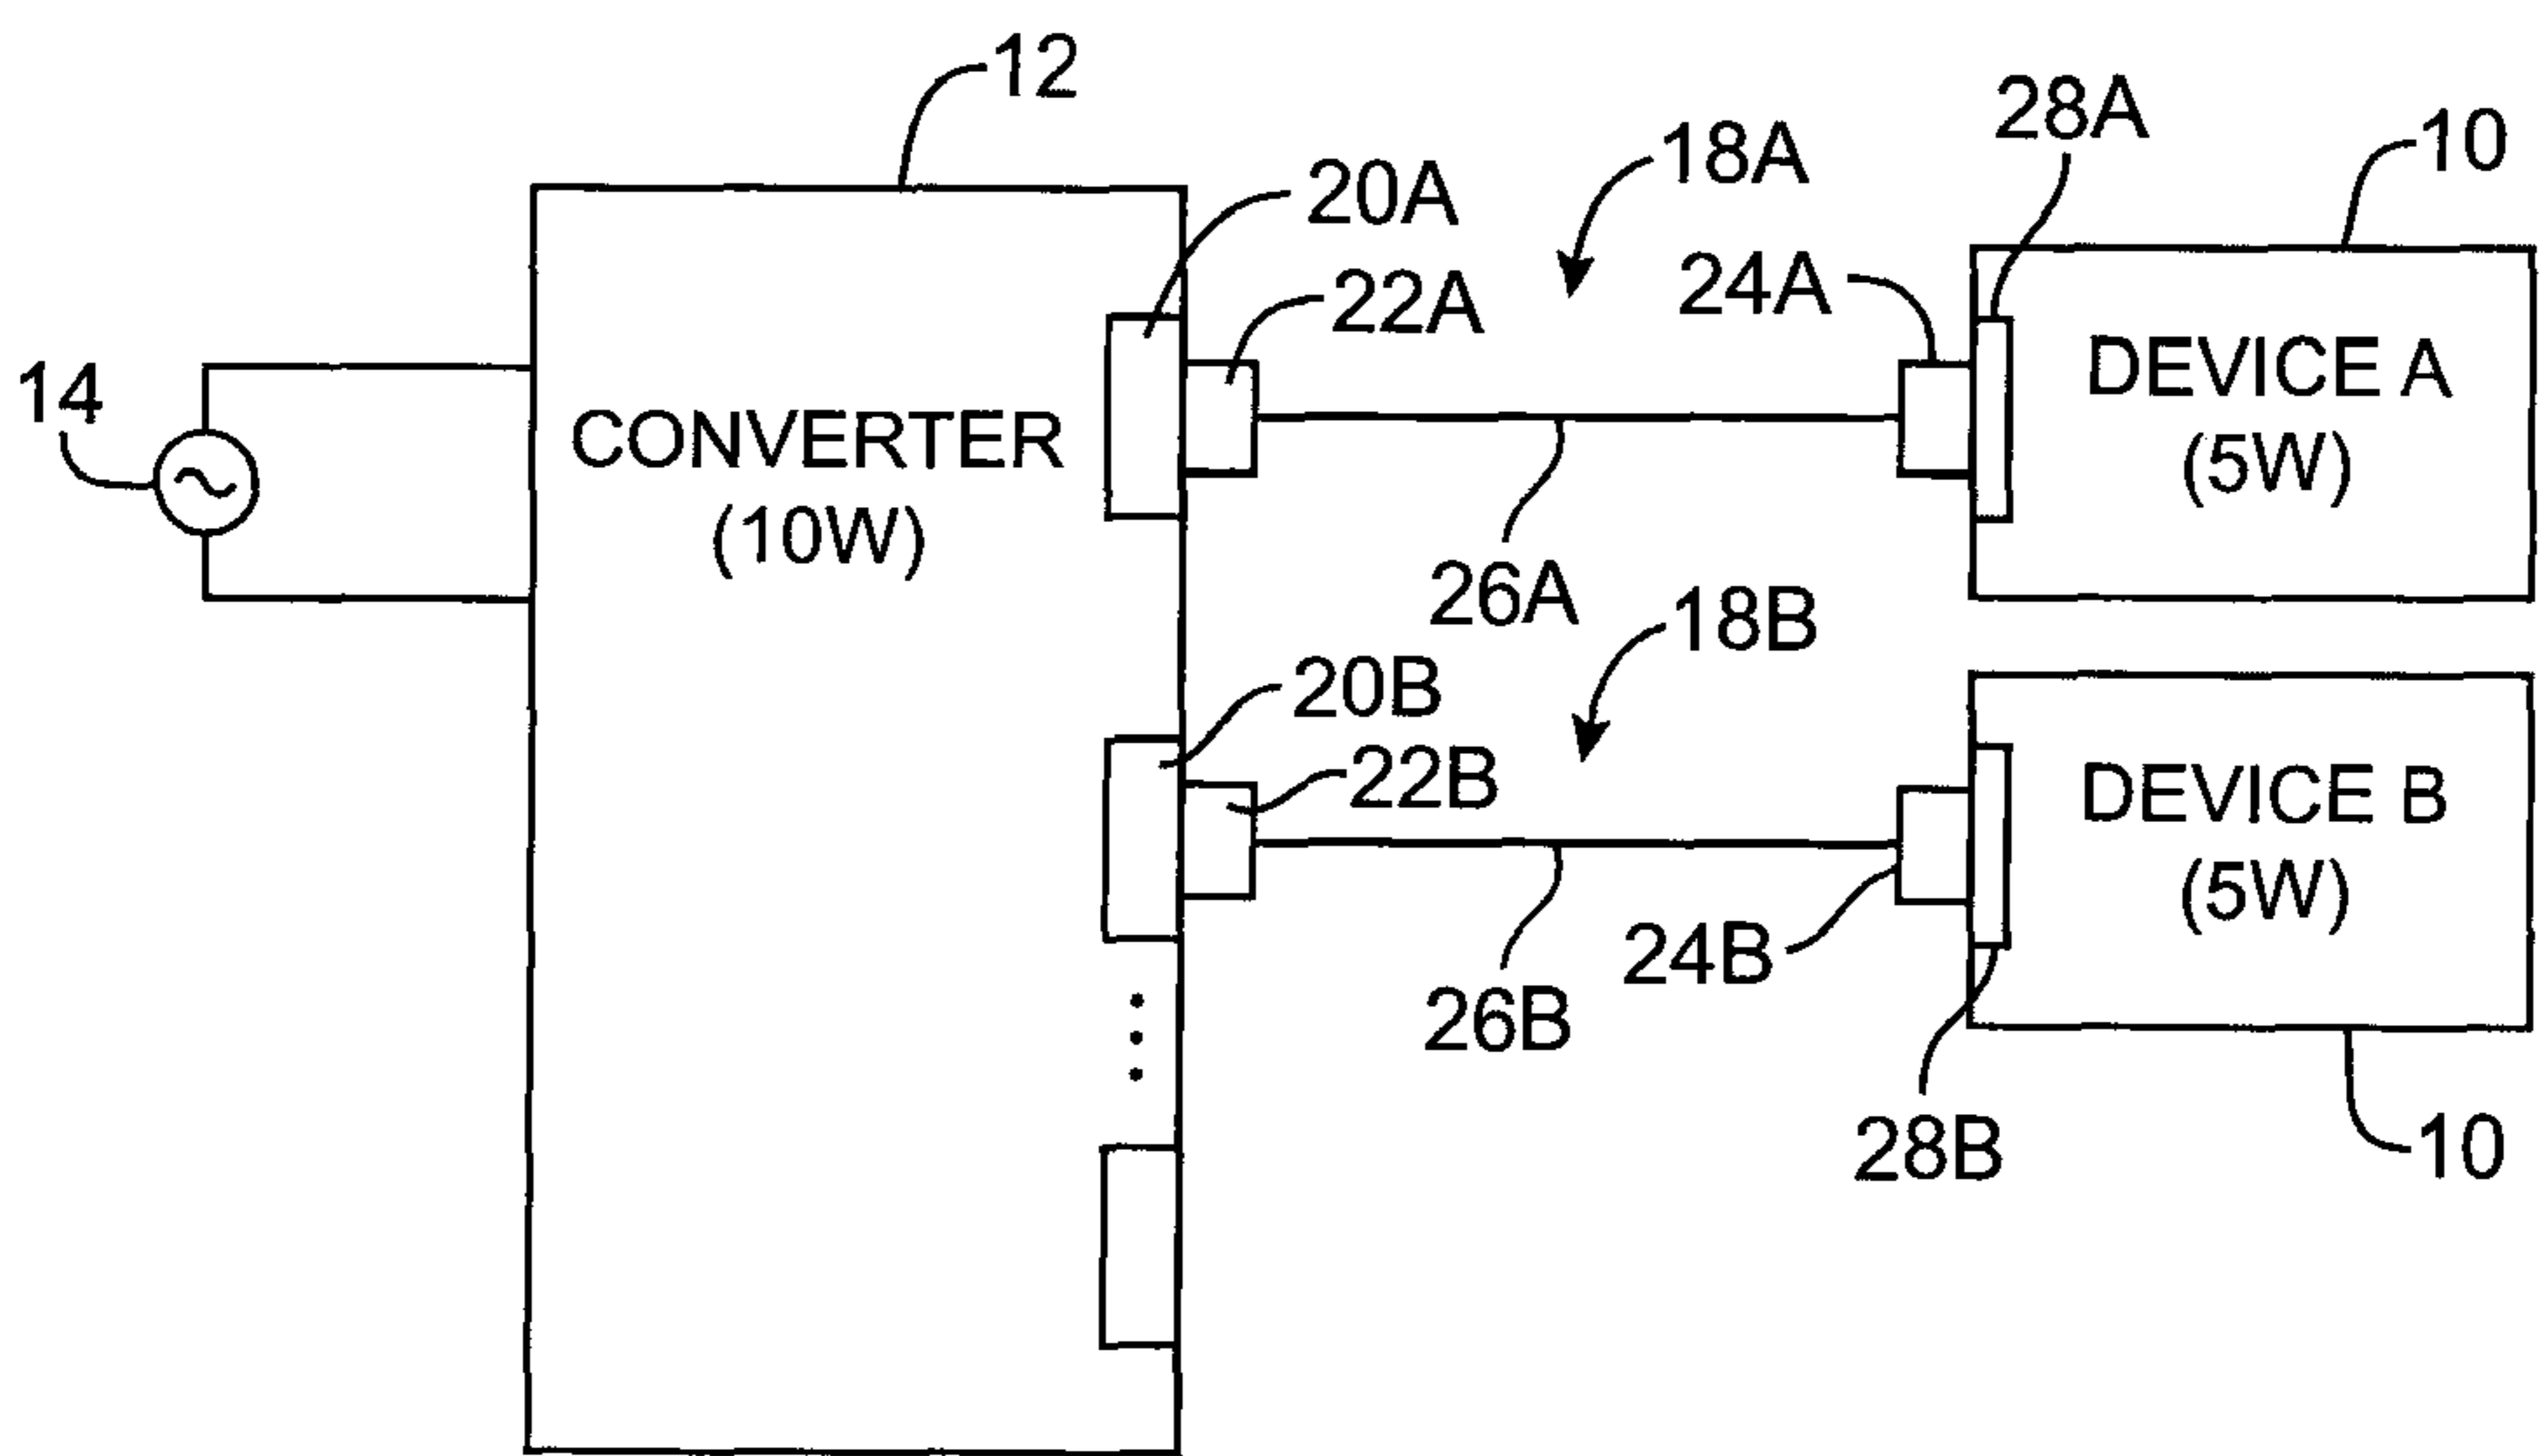 12
28A
10
18A
20A
24A
22A
14
DEVICE A
(5W)
CONVERTER
(10W)
26A
18B
20B
22B
DEVICE B
(5W)
24B
26B
28B
10